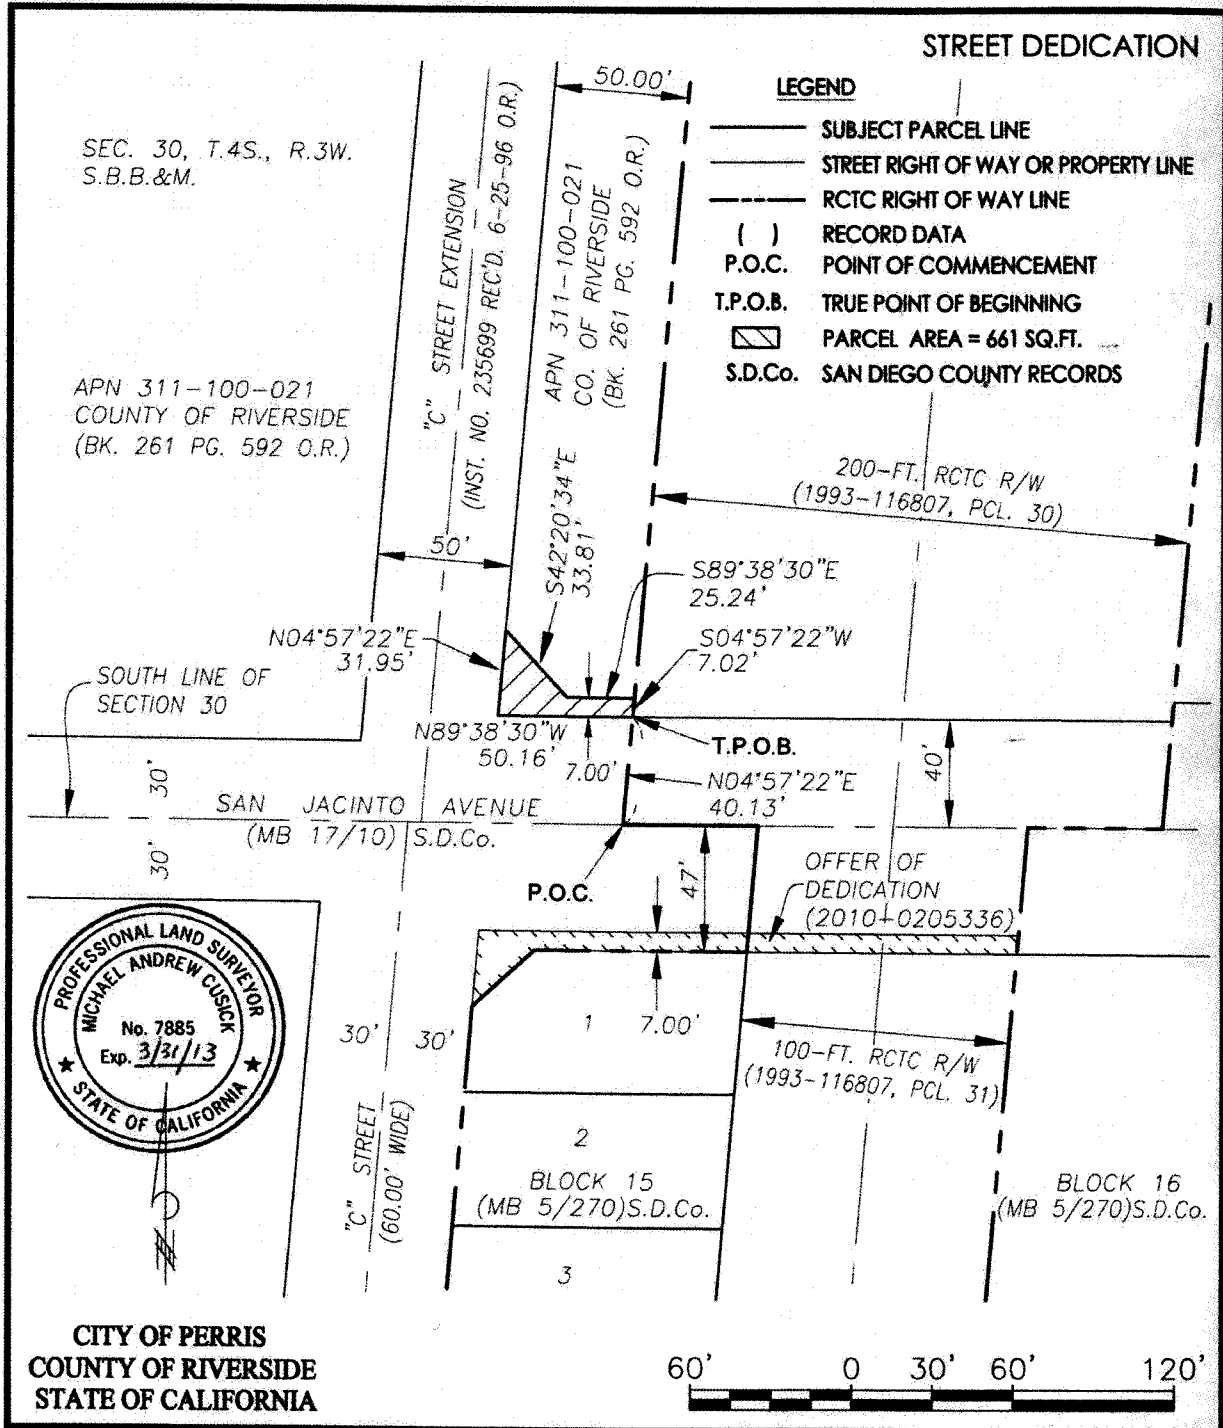 STREET DEDICATION
LEGEND
SUBJECT PARCEL LINE
STREET RIGHT OF WAY OR PROPERTY LINE
RCTC RIGHT OF WAY LINE
( ) RECORD DATA
P.O.C. POINT OF COMMENCEMENT
T.P.O.B. TRUE POINT OF BEGINNING
PARCEL AREA = 661 SQ.FT.
S.D.Co. SAN DIEGO COUNTY RECORDS
50.00'
SEC. 30, T.4S., R.3W.
S.B.B.&M.
"C" STREET EXTENSION
(INST. NO. 235699 REC'D. 6-25-96 O.R.)
APN 311-100-021
CO. OF RIVERSIDE
(BK. 261 PG. 592 O.R.)
APN 311-100-021
COUNTY OF RIVERSIDE
(BK. 261 PG. 592 O.R.)
200-FT. RCTC R/W
(1993-116807, PCL. 30)
50'
S42°20'34"E
33.81'
S89°38'30"E
25.24'
N04°57'22"E
31.95'
S04°57'22"W
7.02'
SOUTH LINE OF
SECTION 30
N89°38'30"W
50.16'
7.00'
T.P.O.B.
N04°57'22"E
40.13'
40'
30'
SAN JACINTO AVENUE
(MB 17/10) S.D.Co.
30'
P.O.C.
47'
OFFER OF
DEDICATION
(2010-0205336)
PROFESSIONAL LAND SURVEYOR
MICHAEL ANDREW CUSICK
No. 7885
Exp. 3/31/13
STATE OF CALIFORNIA
30'
30'
1
7.00'
100-FT. RCTC R/W
(1993-116807, PCL. 31)
"C" STREET
(60.00' WIDE)
2
BLOCK 15
(MB 5/270)S.D.Co.
BLOCK 16
(MB 5/270)S.D.Co.
3
N
CITY OF PERRIS
COUNTY OF RIVERSIDE
STATE OF CALIFORNIA
60' 0 30' 60' 120'